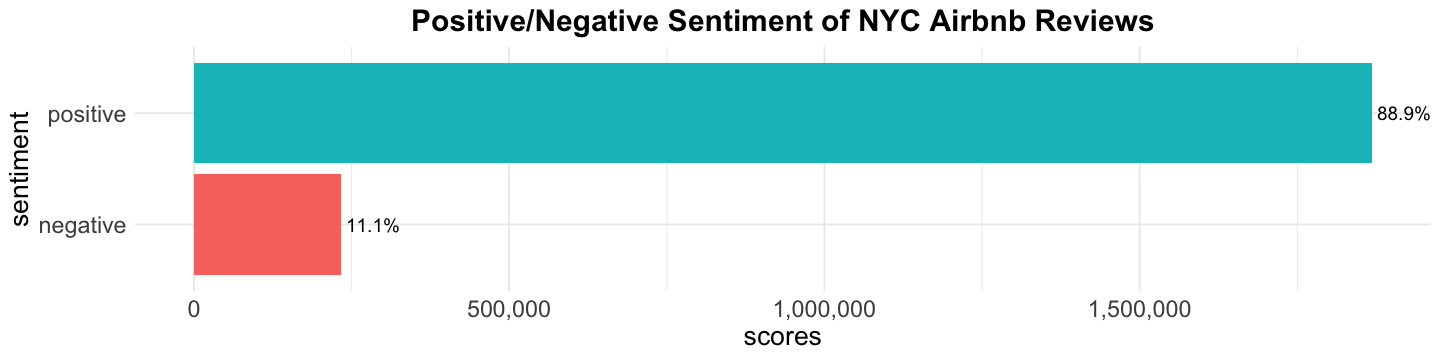 Positive/Negative Sentiment of NYC Airbnb Reviews
sentiment
positive
88.9%
negative
11.1%
0 500,000 1,000,000 1,500,000
scores